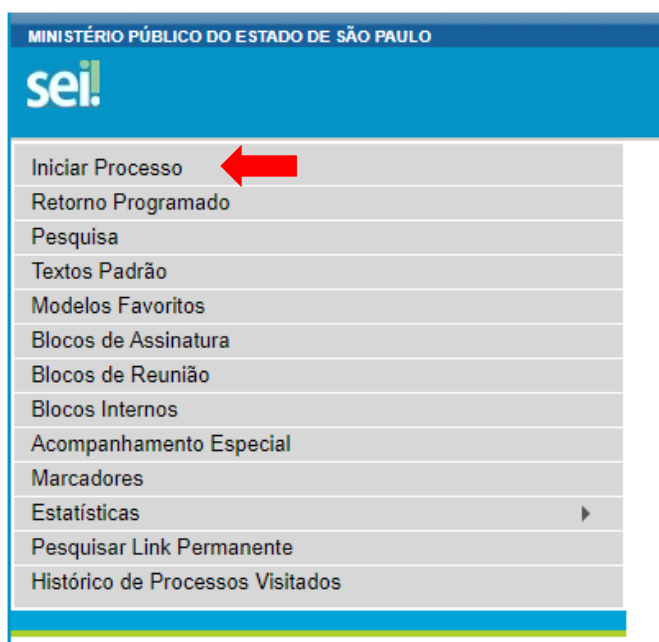 MINISTÉRIO PÚBLICO DO ESTADO DE SÃO PAULO
sei!
Iniciar Processo
Retorno Programado
Pesquisa
Textos Padrão
Modelos Favoritos
Blocos de Assinatura
Blocos de Reunião
Blocos Internos
Acompanhamento Especial
Marcadores
Estatísticas
Pesquisar Link Permanente
Histórico de Processos Visitados